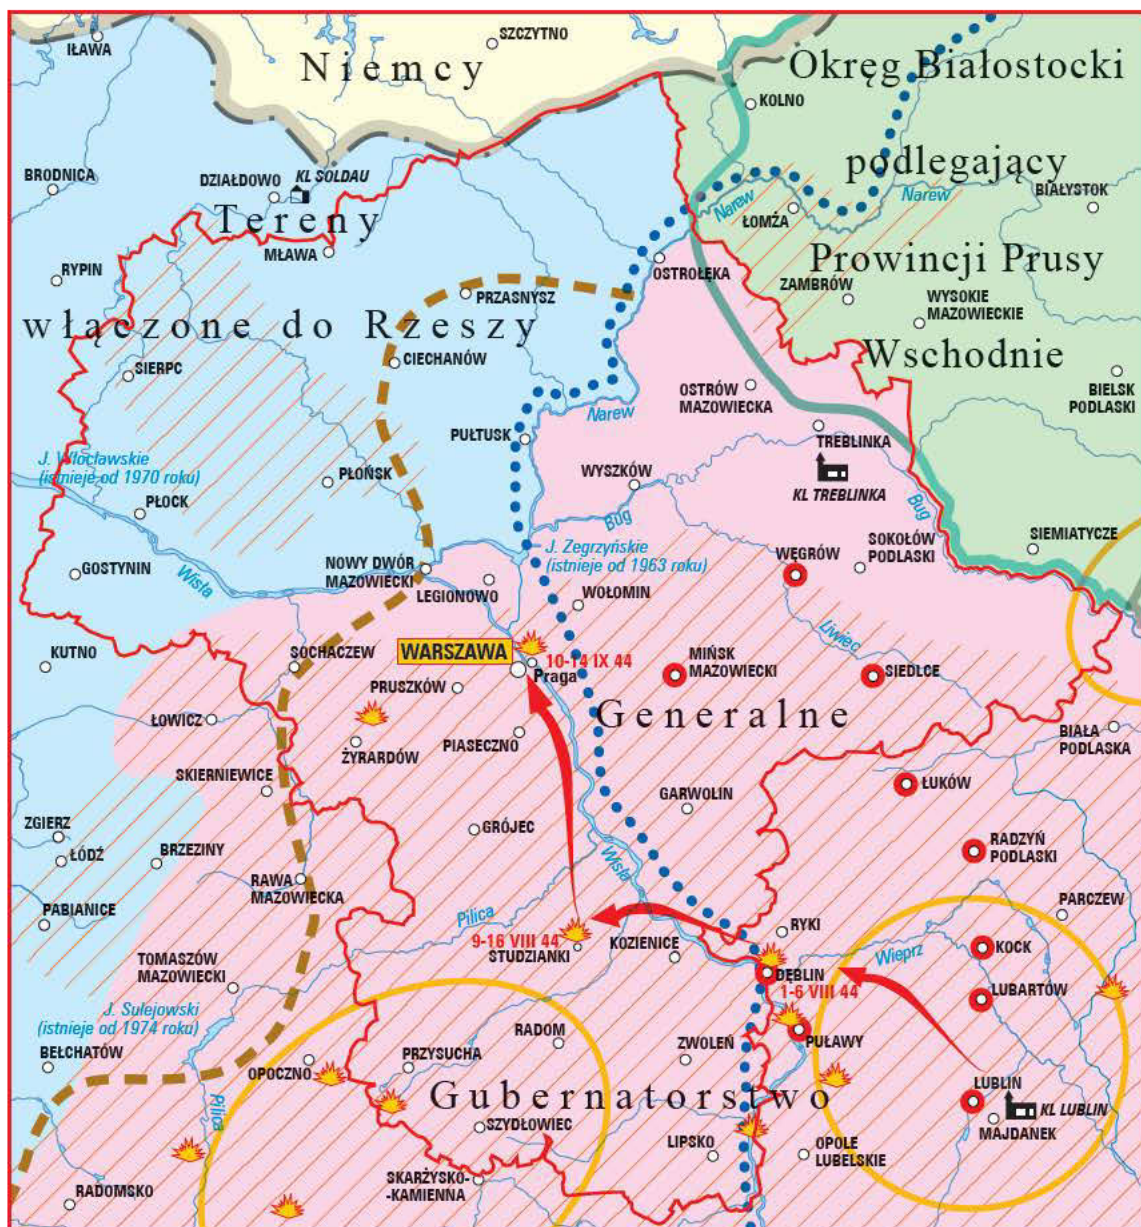 IŁAWA
SZCZYTNO
Niemcy
Okręg Białostocki
KOLNO
BRODNICA
DZIAŁDOWO
KL SOLDAU
podlegający
BIAŁYSTOK
Narew
Narew
ŁOMŻA
Tereny
MŁAWA
RYPIN
OSTROŁĘKA
Prowincji Prusy
ZAMBRÓW
WYSOKIE
MAZOWIECKIE
PRZASNYSZ
włączone do Rzeszy
CIECHANÓW
Wschodnie
SIERPC
OSTRÓW
MAZOWIECKA
BIELSK
PODLASKI
Narew
PUŁTUSK
TREBLINKA
J. Włocławskie
(istnieje od 1970 roku)
PŁOŃSK
WYSZKÓW
KL TREBLINKA
PŁOCK
Bug
Bug
SIEMIATYCZE
SOKOŁÓW
PODLASKI
J. Zegrzyńskie
(istnieje od 1963 roku)
WĘGRÓW
GOSTYNIN
Wisła
NOWY DWÓR
MAZOWIECKI
LEGIONOWO
WOŁOMIN
Liwiec
KUTNO
SOCHACZEW
WARSZAWA
10-14 IX 44
Praga
MIŃSK
MAZOWIECKI
SIEDLCE
PRUSZKÓW
ŁOWICZ
Generalne
BIAŁA
PODLASKA
PIASECZNO
ŻYRARDÓW
SKIERNIEWICE
ŁUKÓW
GARWOLIN
ZGIERZ
GRÓJEC
ŁÓDŹ
BRZEZINY
RADZYŃ
PODLASKI
Wisła
RAWA
MAZOWIECKA
PABIANICE
PARCZEW
Pilica
RYKI
9-16 VIII 44
STUDZIANKI
KOZIENICE
KOCK
Wieprz
TOMASZÓW
MAZOWIECKI
DĘBLIN
1-6 VIII 44
LUBARTÓW
J. Sulejowski
(istnieje od 1974 roku)
RADOM
PUŁAWY
BEŁCHATÓW
OPOCZNO
PRZYSUCHA
ZWOLEŃ
LUBLIN
Gubernatorstwo
KL LUBLIN
MAJDANEK
Pilica
SZYDŁOWIEC
LIPSKO
OPOLE
LUBELSKIE
RADOMSKO
SKARŻYSKO-
-KAMIENNA